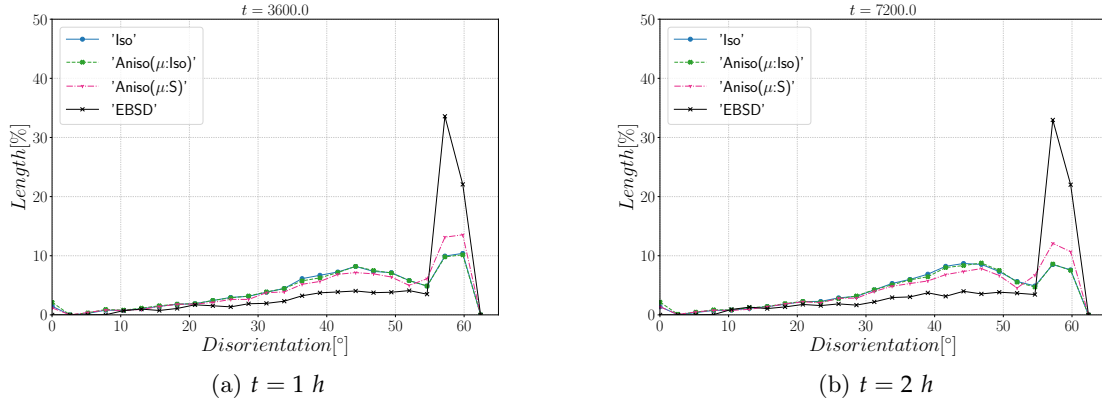 t = 3600.0
50
40
30
20
10
0
Length[%]
'Iso'
'Aniso(μ:Iso)'
'Aniso(μ:S)'
'EBSD'
0 10 20 30 40 50 60
Disorientation[°]
(a) t = 1 h
t = 7200.0
50
40
30
20
10
0
Length[%]
'Iso'
'Aniso(μ:Iso)'
'Aniso(μ:S)'
'EBSD'
0 10 20 30 40 50 60
Disorientation[°]
(b) t = 2 h